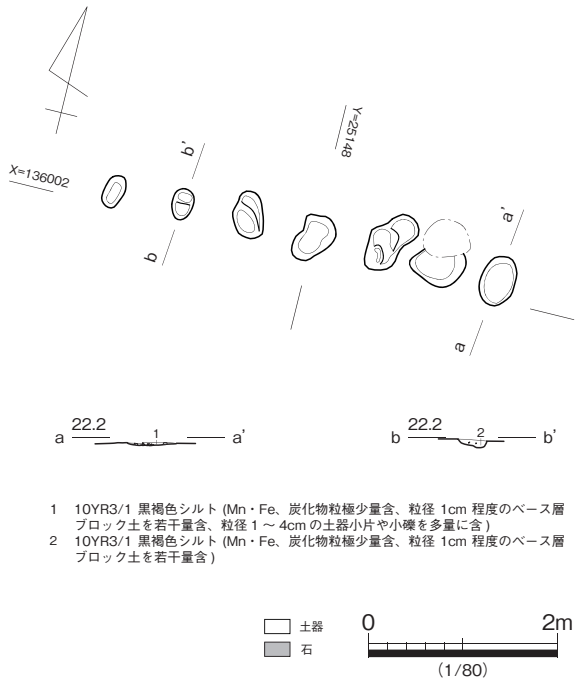 Y=25148
X=136002
b’
b
a’
a
22.2
a 1 a’
22.2
b 2 b’
1 10YR3/1 黒褐色シルト (Mn・Fe、炭化物粒極少量含、粒径 1cm 程度のベース層
ブロック土を若干量含、粒径 1 ～ 4cm の土器小片や小礫を多量に含 )
2 10YR3/1 黒褐色シルト (Mn・Fe、炭化物粒極少量含、粒径 1cm 程度のベース層
ブロック土を若干量含 )
土器
石
0 2m
(1/80)